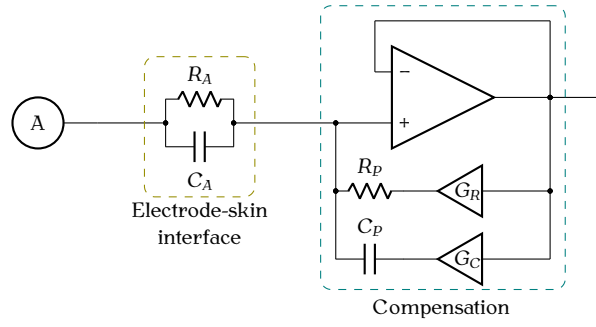 A
R_A
C_A
Electrode-skin
interface
−
+
R_P
G_R
C_P
G_C
Compensation